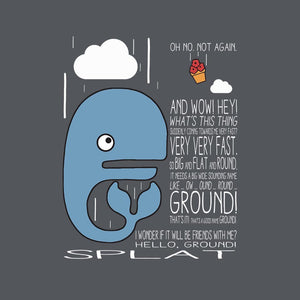 OH NO. NOT AGAIN.
AND WOW! HEY!
WHAT'S THIS THING
SUDDENLY COMING TOWARDS ME VERY FAST?
VERY VERY FAST.
SO BIG AND FLAT AND ROUND.
IT NEEDS A BIG WIDE SOUNDING NAME
LIKE... OW... OUND... ROUND...
GROUND!
THAT'S IT! THAT'S A GOOD NAME. GROUND!
I WONDER IF IT WILL BE FRIENDS WITH ME?
HELLO, GROUND!
SPLAT